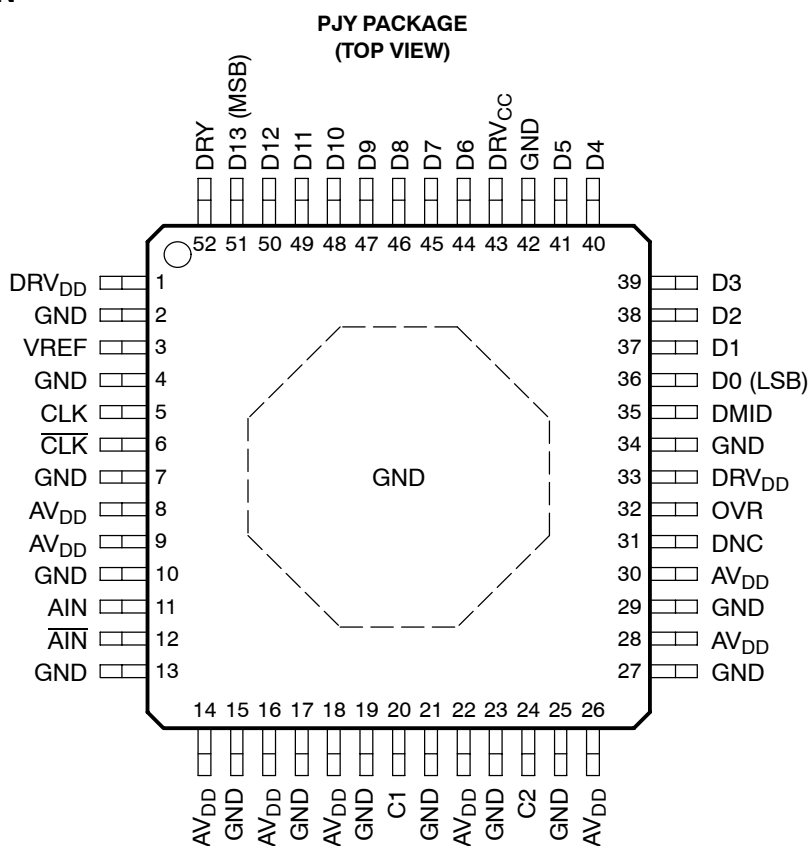 PJY PACKAGE
(TOP VIEW)
DRY D13 (MSB) D12 D11 D10 D9 D8 D7 D6 DRVCC GND D5 D4
52 51 50 49 48 47 46 45 44 43 42 41 40
DRVDD 1 39 D3
GND 2 38 D2
VREF 3 37 D1
GND 4 36 D0 (LSB)
CLK 5 35 DMID
CLK 6 34 GND
GND 7 GND 33 DRVDD
AVDD 8 32 OVR
AVDD 9 31 DNC
GND 10 30 AVDD
AIN 11 29 GND
AIN 12 28 AVDD
GND 13 27 GND
14 15 16 17 18 19 20 21 22 23 24 25 26
AVDD GND AVDD GND AVDD GND C1 GND AVDD GND C2 GND AVDD